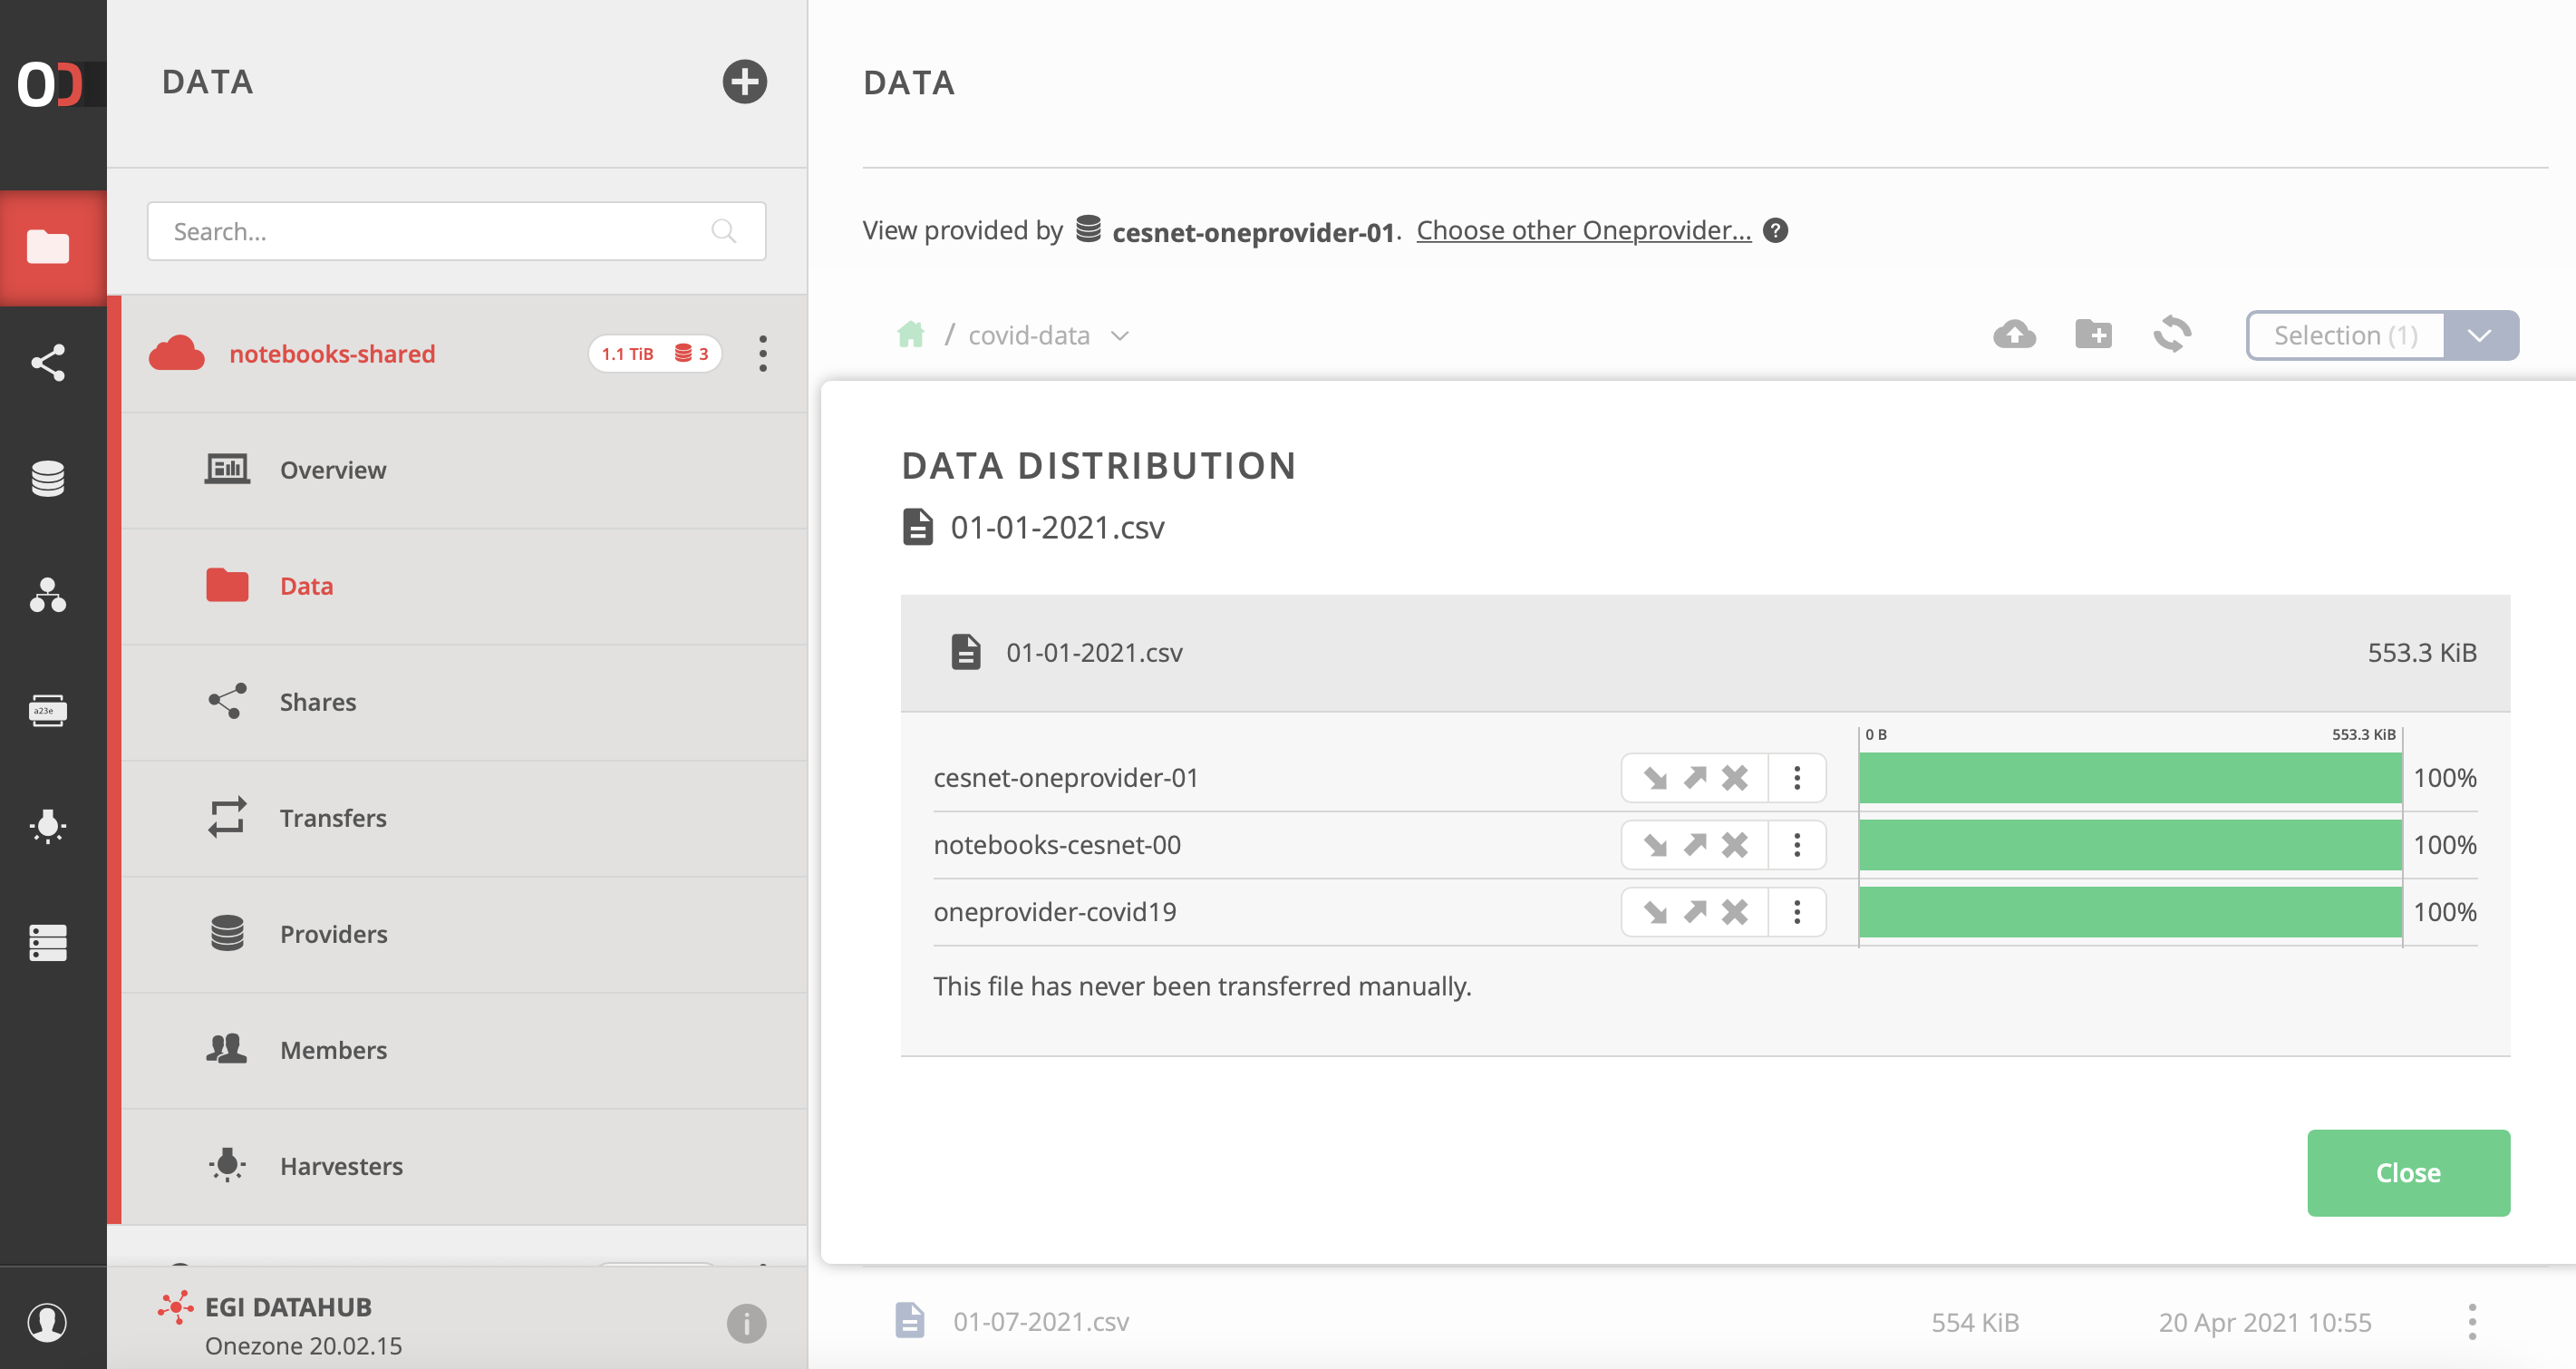 DATA
Search...
notebooks-shared
1.1 TiB 3
Overview
Data
Shares
Transfers
Providers
Members
Harvesters
EGI DATAHUB
Onezone 20.02.15
a23e
DATA
View provided by cesnet-oneprovider-01. Choose other Oneprovider... ?
/ covid-data
Selection (1)
DATA DISTRIBUTION
01-01-2021.csv
01-01-2021.csv 553.3 KiB
0 B 553.3 KiB
cesnet-oneprovider-01 100%
notebooks-cesnet-00 100%
oneprovider-covid19 100%
This file has never been transferred manually.
Close
01-07-2021.csv 554 KiB 20 Apr 2021 10:55